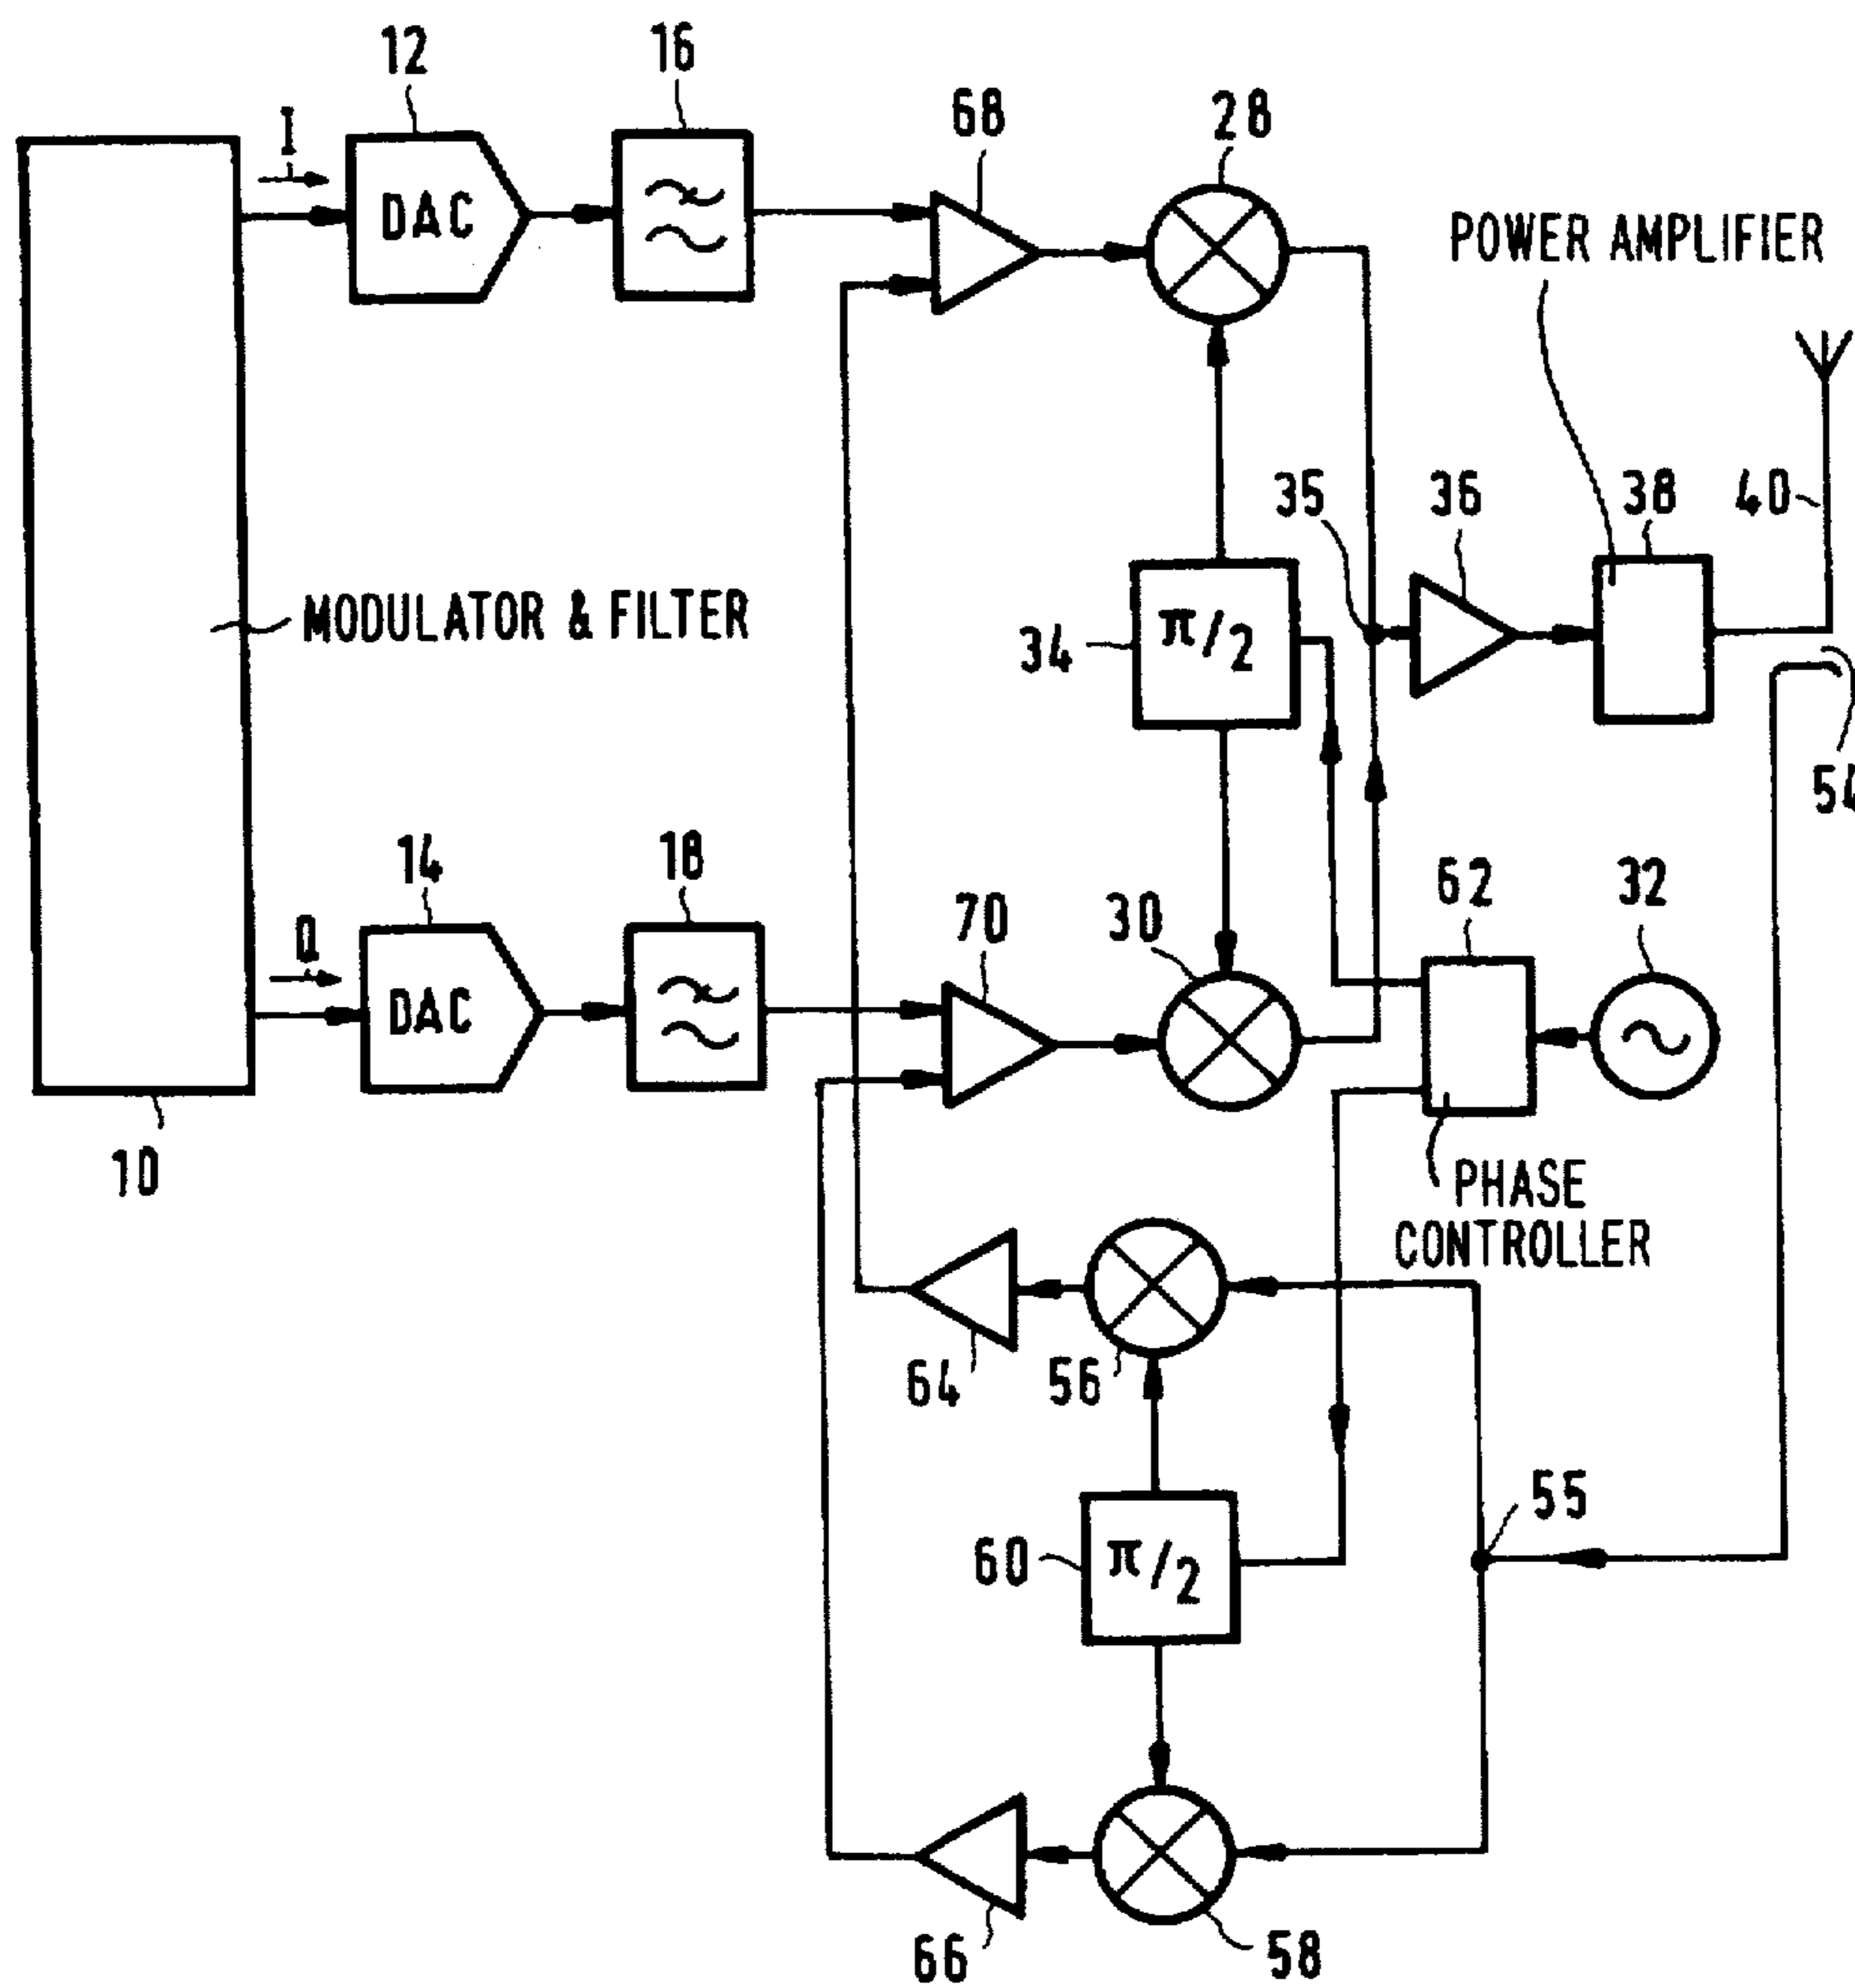 12
16
I
68
28
DAC
POWER AMPLIFIER
35
36
38
40
MODULATOR & FILTER
34
π/2
54
14
18
62
32
70
30
Q
DAC
10
PHASE
CONTROLLER
64
56
55
60
π/2
66
58